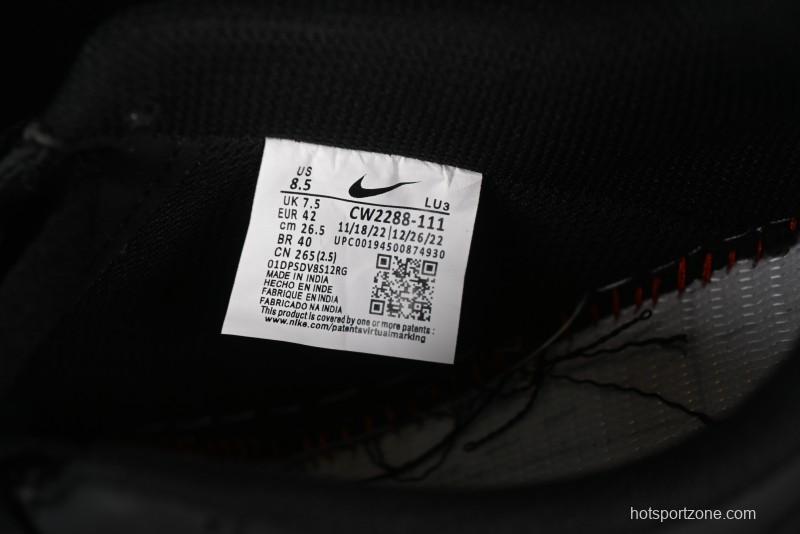 US
8.5
LU3
UK 7.5
EUR 42
cm 26.5
BR 40
CN 265(2.5)
CW2288-111
11/18/22|12/26/22
UPC00194500874930
01DPSDV8S12RG
MADE IN INDIA
HECHO EN INDE
FABRIQUE EN INDIA
FABRICADO NA INDIA
This product is covered by one or more patents :
www.nike.com/patentsvirtualmarking
hotsportzone.com